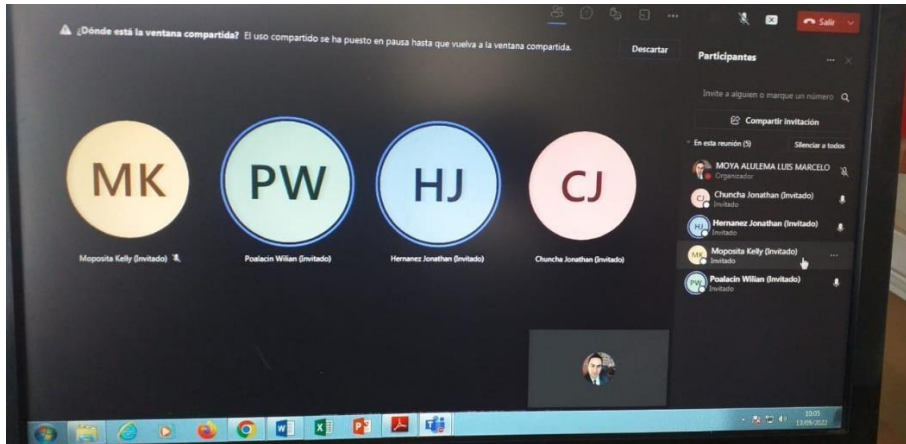 ¿Dónde está la ventana compartida? El uso compartido se ha puesto en pausa hasta que vuelva a la ventana compartida.
Descartar
Salir
MK
PW
HJ
CJ
Moposita Kelly (Invitado)
Poalacin Wilian (Invitado)
Hernanez Jonathan (Invitado)
Chuncha Jonathan (Invitado)
Participantes
Invite a alguien o marque un número
Compartir invitación
En esta reunión (5) Silenciar a todos
MOYA ALULEMA LUIS MARCELO
Organizador
CJ Chuncha Jonathan (Invitado)
Invitado
HJ Hernanez Jonathan (Invitado)
Invitado
MK Moposita Kelly (Invitado)
Invitado
PW Poalacin Wilian (Invitado)
Invitado
10:05
13/09/2022